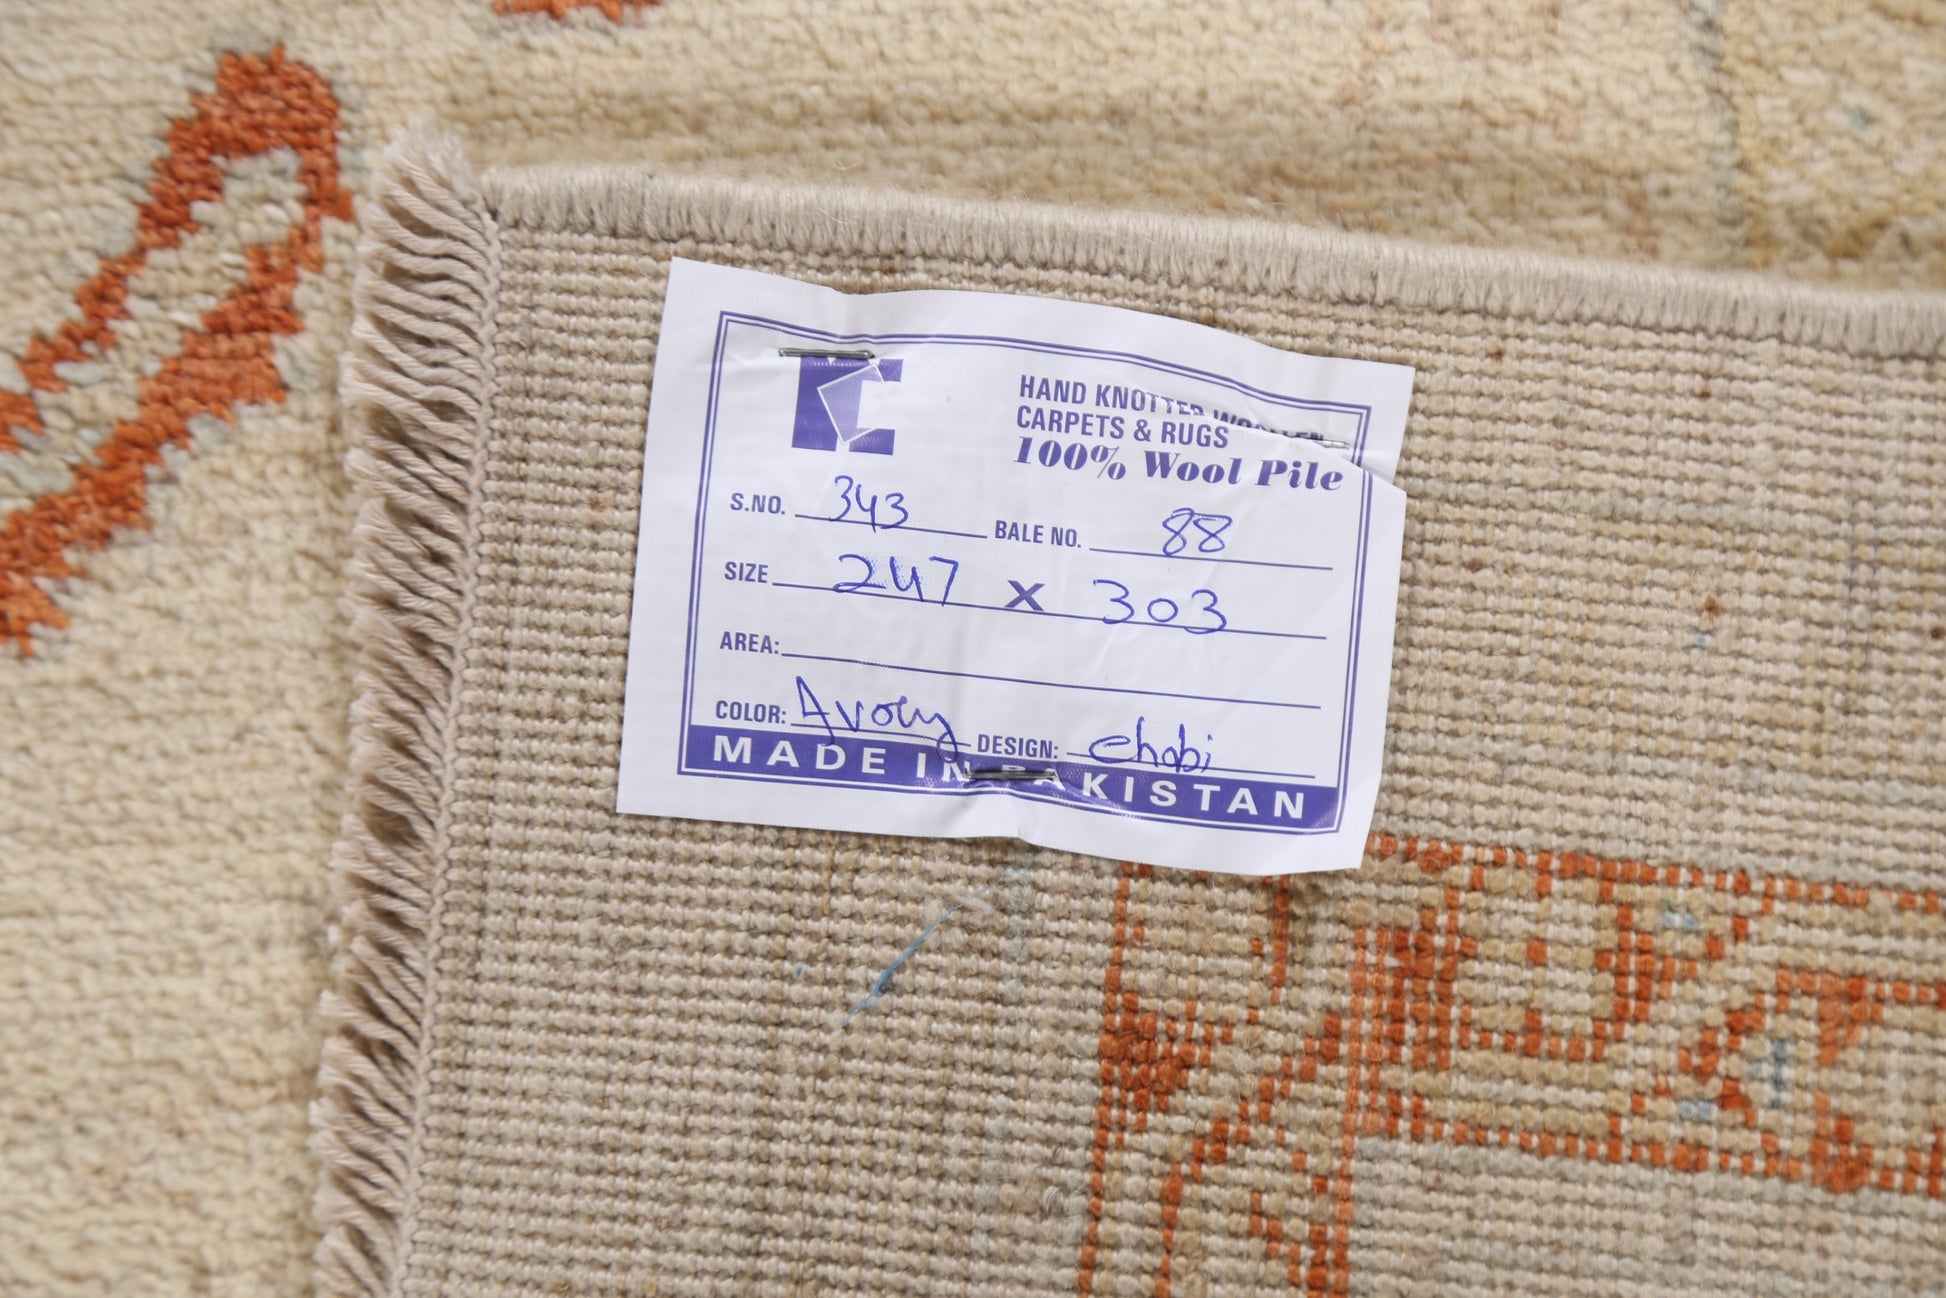 HAND KNOTTED WOOLLEN
CARPETS & RUGS
100% Wool Pile
S.NO. 343 BALE NO. 88
SIZE 247 X 303
AREA:
COLOR: Avory DESIGN: chobi
MADE IN PAKISTAN